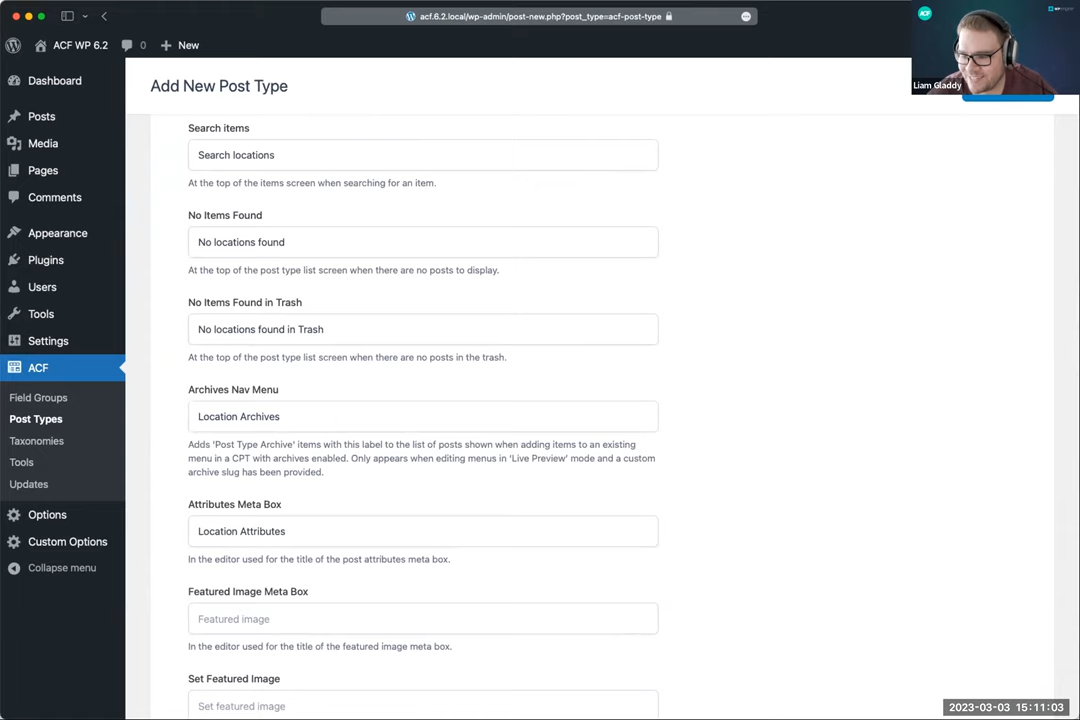 acf.6.2.local/wp-admin/post-new.php?post_type=acf-post-type
ACF WP 6.2
0
New
ACF
Liam Gladdy
Add New Post Type
Dashboard
Posts
Media
Pages
Comments
Appearance
Plugins
Users
Tools
Settings
ACF
Field Groups
Post Types
Taxonomies
Tools
Updates
Options
Custom Options
Collapse menu
Search items
Search locations
At the top of the items screen when searching for an item.
No Items Found
No locations found
At the top of the post type list screen when there are no posts to display.
No Items Found in Trash
No locations found in Trash
At the top of the post type list screen when there are no posts in the trash.
Archives Nav Menu
Location Archives
Adds 'Post Type Archive' items with this label to the list of posts shown when adding items to an existing
menu in a CPT with archives enabled. Only appears when editing menus in 'Live Preview' mode and a custom
archive slug has been provided.
Attributes Meta Box
Location Attributes
In the editor used for the title of the post attributes meta box.
Featured Image Meta Box
Featured image
In the editor used for the title of the featured image meta box.
Set Featured Image
Set featured image
2023-03-03 15:11:03